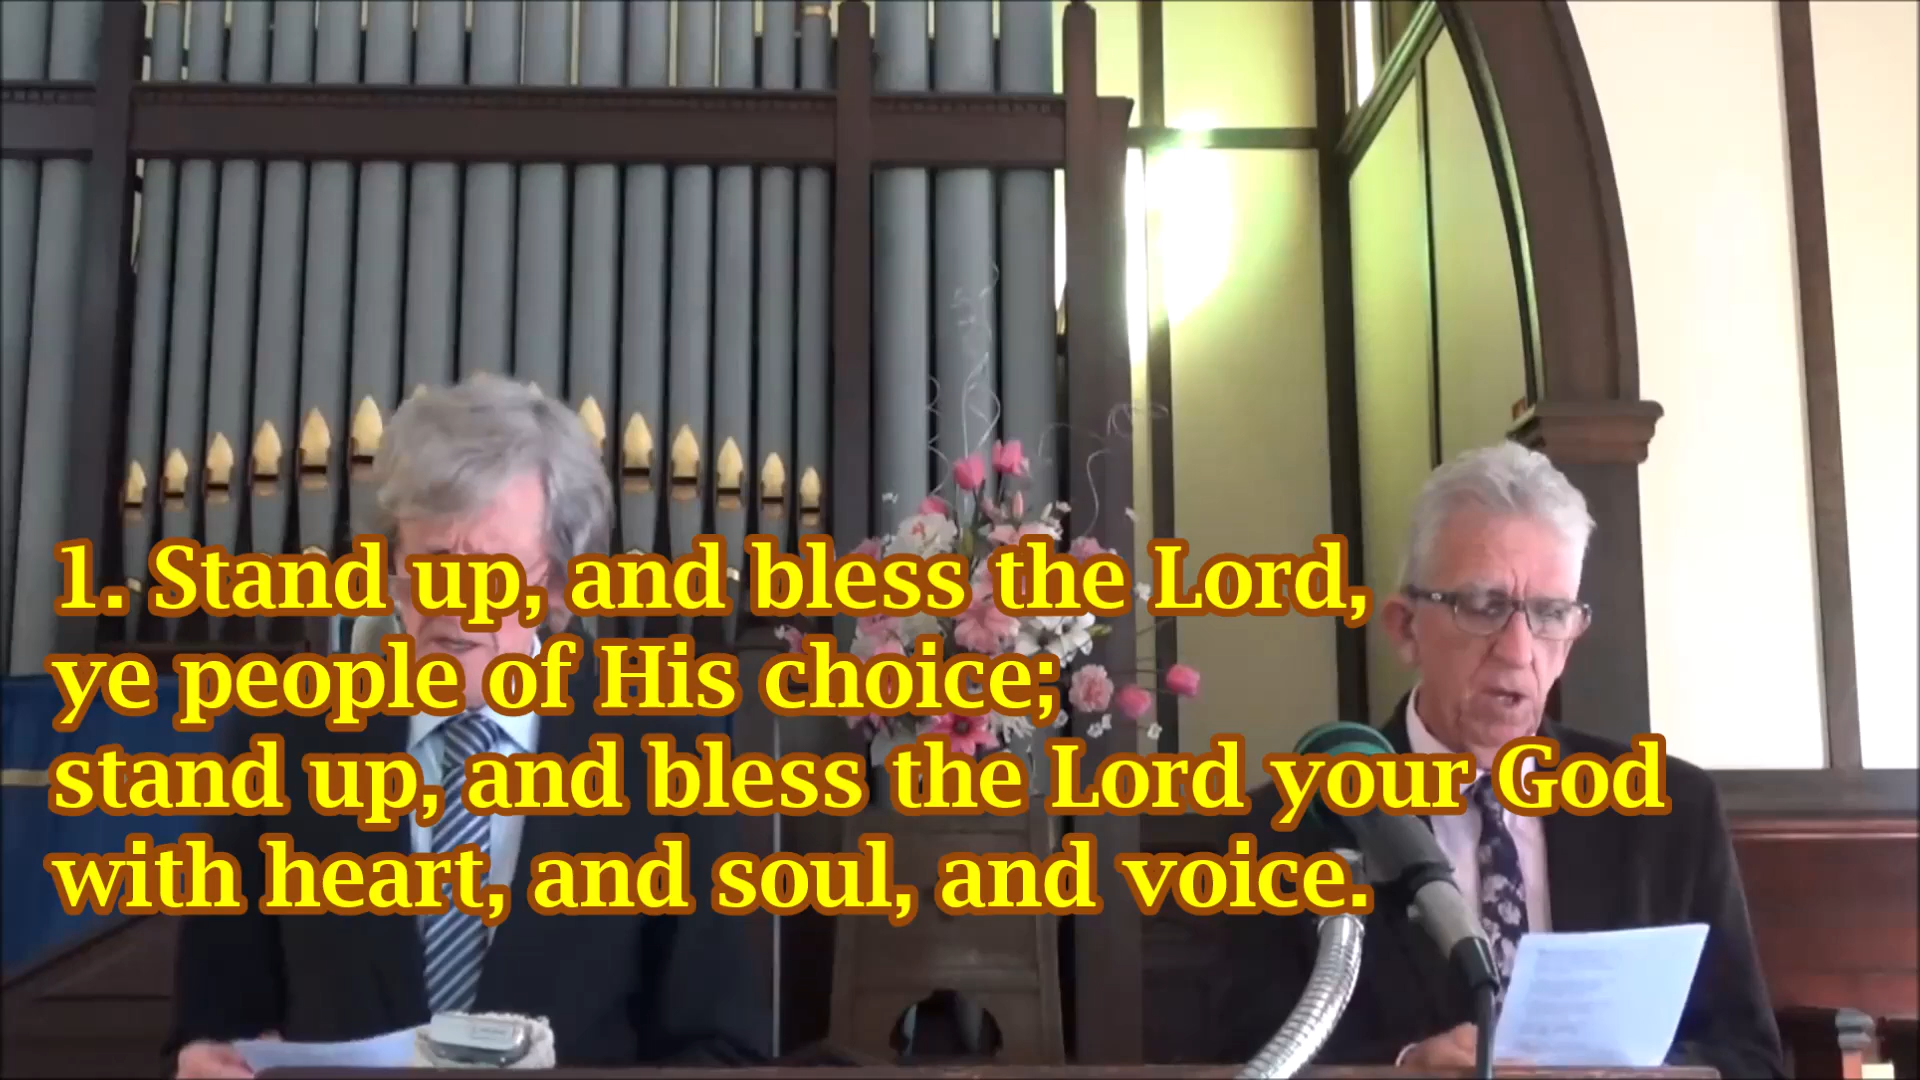 1. Stand up, and bless the Lord,
ye people of His choice;
stand up, and bless the Lord your God
with heart, and soul, and voice.